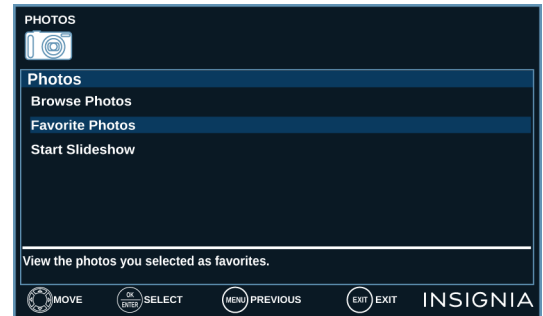 PHOTOS
Photos
Browse Photos
Favorite Photos
Start Slideshow
View the photos you selected as favorites.
MOVE OK ENTER SELECT MENU PREVIOUS EXIT EXIT INSIGNIA